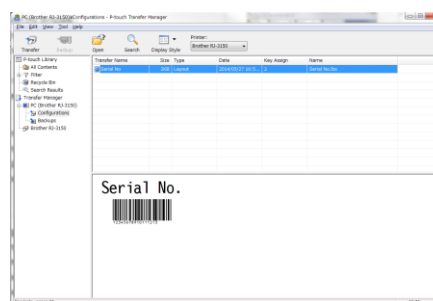 PC (Brother RJ-3150)\Configurations - P-touch Transfer Manager
File Edit View Tool Help
Transfer Backup Open Search Display Style
Printer:
Brother RJ-3150
P-touch Library
All Contents
Filter
Recycle Bin
Search Results
Transfer Manager
PC (Brother RJ-3150)
Configurations
Backups
Brother RJ-3150
Transfer Name Size Type Date Key Assign Name
Serial No Layout 2 Serial No.lbx
Serial No.